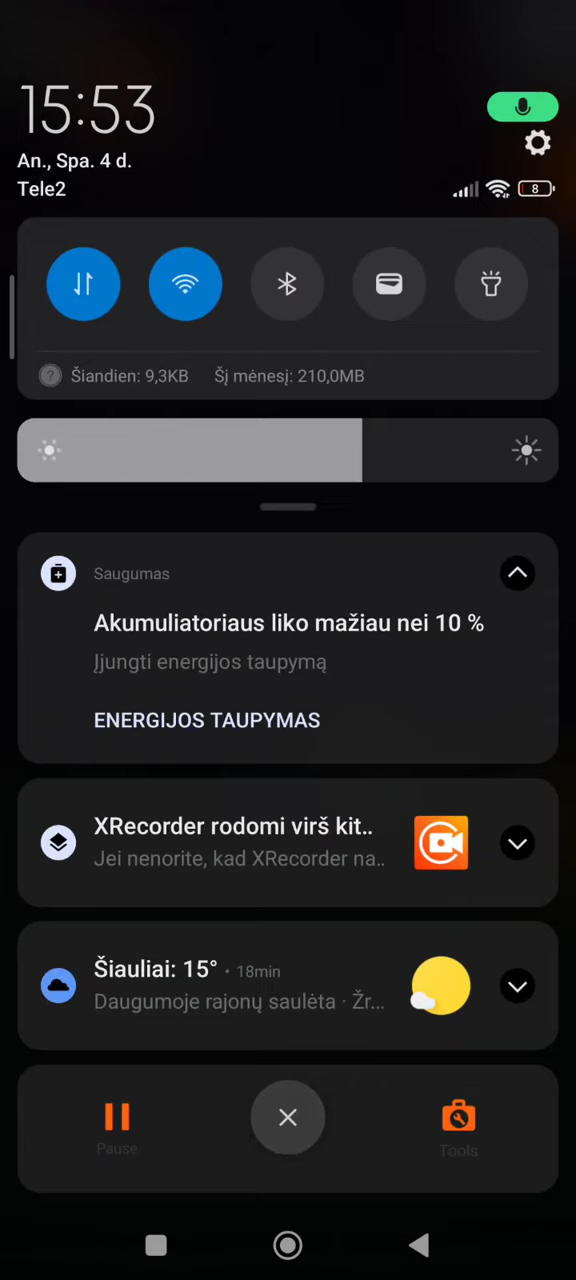 15:53
An., Spa. 4 d.
Tele2
8
Šiandien: 9,3KB Šį mėnesį: 210,0MB
Saugumas
Akumuliatoriaus liko mažiau nei 10 %
Įjungti energijos taupymą
ENERGIJOS TAUPYMAS
XRecorder rodomi virš kit..
Jei nenorite, kad XRecorder na..
Šiauliai: 15° · 18min
Daugumoje rajonų saulėta · Žr...
Pause
Tools